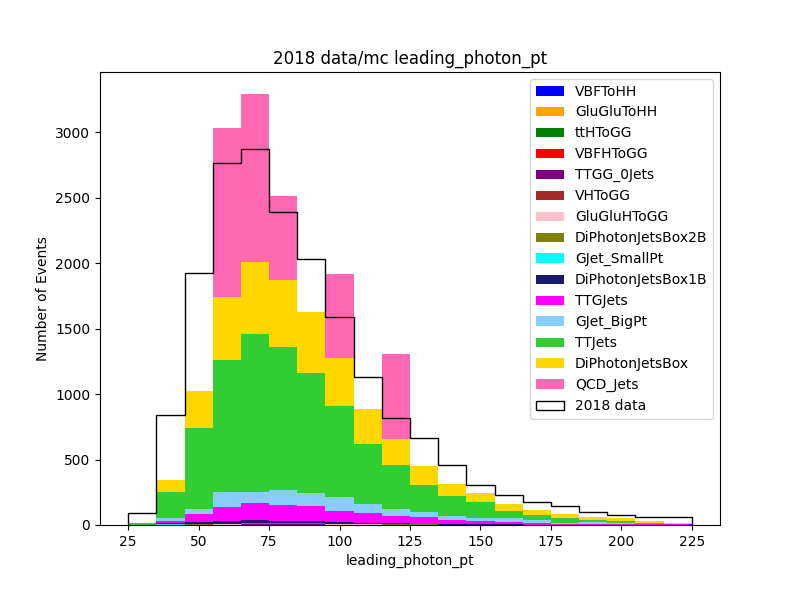 2018 data/mc leading_photon_pt
Number of Events
3000
2500
2000
1500
1000
500
0
25
50
75
100
125
150
175
200
225
leading_photon_pt
VBFToHH
GluGluToHH
ttHToGG
VBFHToGG
TTGG_0Jets
VHToGG
GluGluHToGG
DiPhotonJetsBox2B
GJet_SmallPt
DiPhotonJetsBox1B
TTGJets
GJet_BigPt
TTJets
DiPhotonJetsBox
QCD_Jets
2018 data